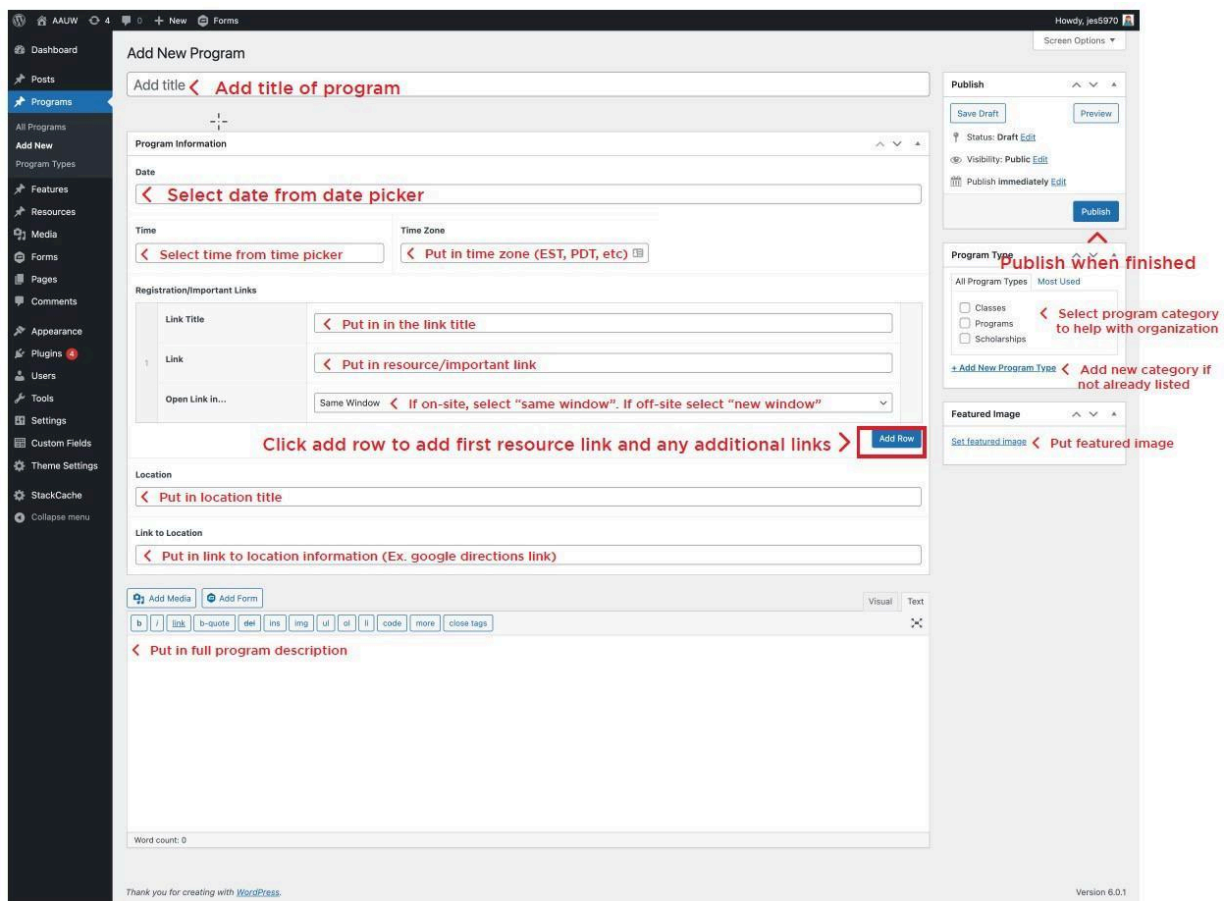 AAUW 4 0 + New Forms
Howdy, jes5970
Screen Options
Dashboard
Posts
Programs
All Programs
Add New
Program Types
Features
Resources
Media
Forms
Pages
Comments
Appearance
Plugins 4
Users
Tools
Settings
Custom Fields
Theme Settings
StackCache
Collapse menu
Add New Program
Add title Add title of program
Program Information
Date
Select date from date picker
Time Time Zone
Select time from time picker Put in time zone (EST, PDT, etc)
Registration/Important Links
Link Title Put in in the link title
1 Link Put in resource/important link
Open Link in... Same Window If on-site, select “same window”. If off-site select “new window”
Click add row to add first resource link and any additional links Add Row
Location
Put in location title
Link to Location
Put in link to location information (Ex. google directions link)
Add Media Add Form
Visual Text
b i link b-quote del ins img ul ol li code more close tags
Put in full program description
Word count: 0
Thank you for creating with WordPress.
Version 6.0.1
Publish
Save Draft Preview
Status: Draft Edit
Visibility: Public Edit
Publish immediately Edit
Publish
Publish when finished
Program Type
All Program Types Most Used
Classes
Programs
Scholarships
Select program category
to help with organization
+ Add New Program Type
Add new category if
not already listed
Featured Image
Set featured image Put featured image